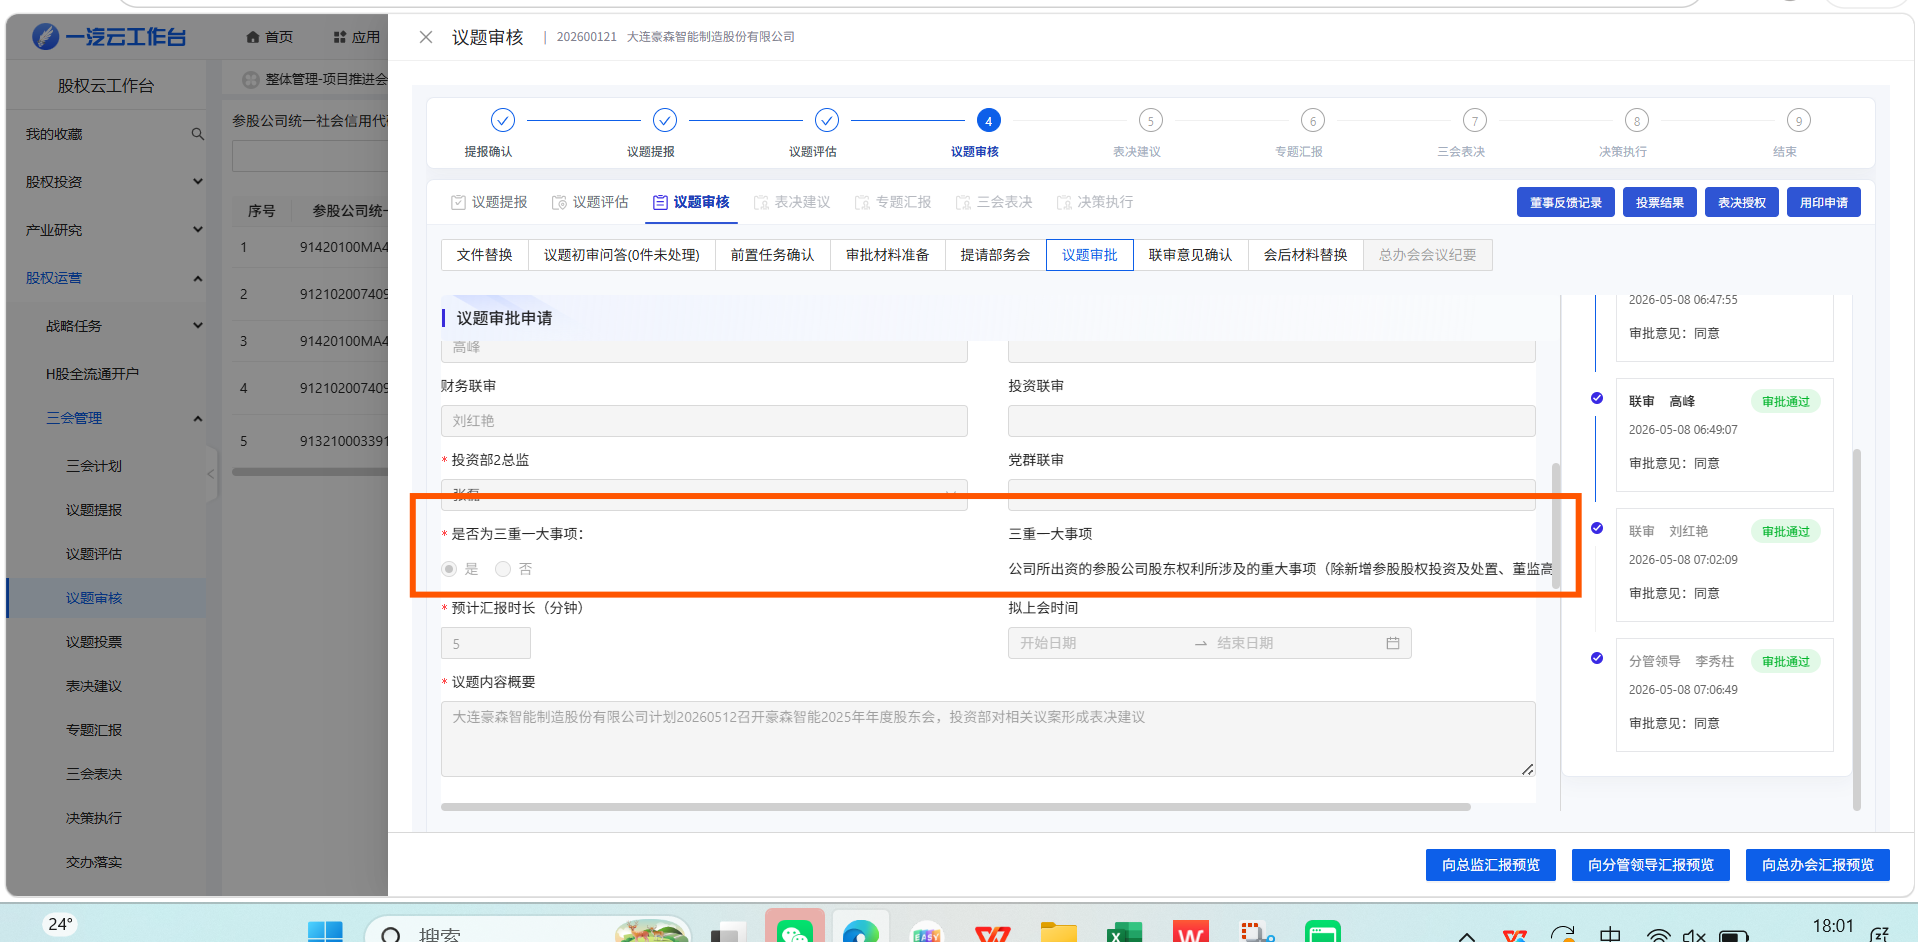 一汽云工作台
首页
应用
议题审核 | 202600121 大连豪森智能制造股份有限公司
股权云工作台
整体管理-项目推进会
我的收藏
股权投资
产业研究
股权运营
战略任务
H股全流通开户
三会管理
三会计划
议题提报
议题评估
议题审核
议题投票
表决建议
专题汇报
三会表决
决策执行
交办落实
参股公司统一社会信用代
序号 参股公司统一
1 91420100MA4
2 912102007409
3 91420100MA4
4 912102007409
5 913210003391
4 5 6 7 8 9
提报确认 议题提报 议题评估 议题审核 表决建议 专题汇报 三会表决 决策执行 结束
议题提报 议题评估 议题审核 表决建议 专题汇报 三会表决 决策执行
董事反馈记录 投票结果 表决授权 用印申请
文件替换 议题初审问答(0件未处理) 前置任务确认 审批材料准备 提请部务会 议题审批 联审意见确认 会后材料替换 总办会会议纪要
议题审批申请
高峰
财务联审 投资联审
刘红艳
* 投资部2总监 党群联审
张磊
* 是否为三重一大事项： 三重一大事项
是 否 公司所出资的参股公司股东权利所涉及的重大事项（除新增参股股权投资及处置、董监高
* 预计汇报时长（分钟） 拟上会时间
5 开始日期 → 结束日期
* 议题内容概要
大连豪森智能制造股份有限公司计划20260512召开豪森智能2025年年度股东会，投资部对相关议案形成表决建议
2026-05-08 06:47:55
审批意见：同意
联审 高峰 审批通过
2026-05-08 06:49:07
审批意见：同意
联审 刘红艳 审批通过
2026-05-08 07:02:09
审批意见：同意
分管领导 李秀柱 审批通过
2026-05-08 07:06:49
审批意见：同意
向总监汇报预览 向分管领导汇报预览 向总办会汇报预览
24°
搜索
EASY
中
18:01